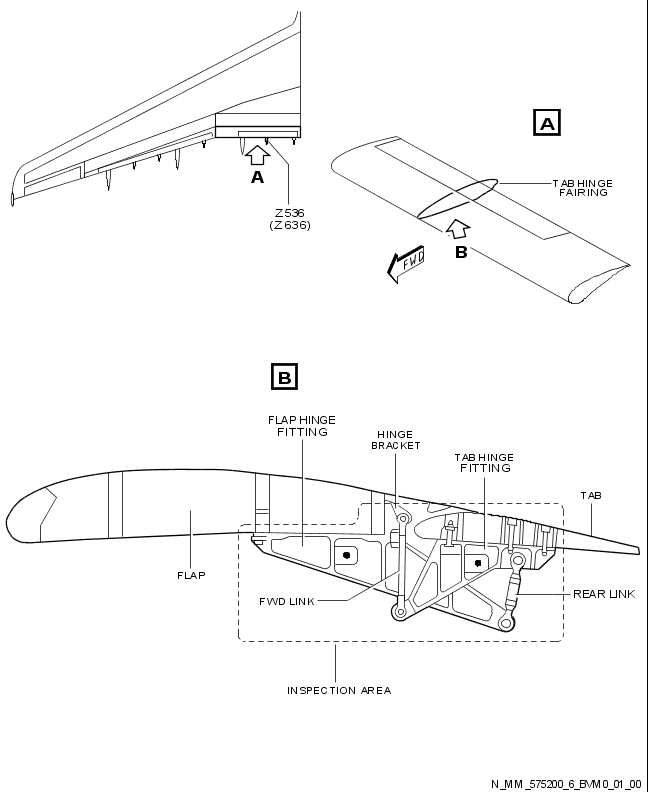 A
A
Z536
(Z636)
TAB HINGE
FAIRING
B
FWD
B
FLAP HINGE
FITTING
HINGE
BRACKET
TAB HINGE
FITTING
TAB
FLAP
FWD LINK
REAR LINK
INSPECTION AREA
N_MM_575200_6_BVM0_01_00